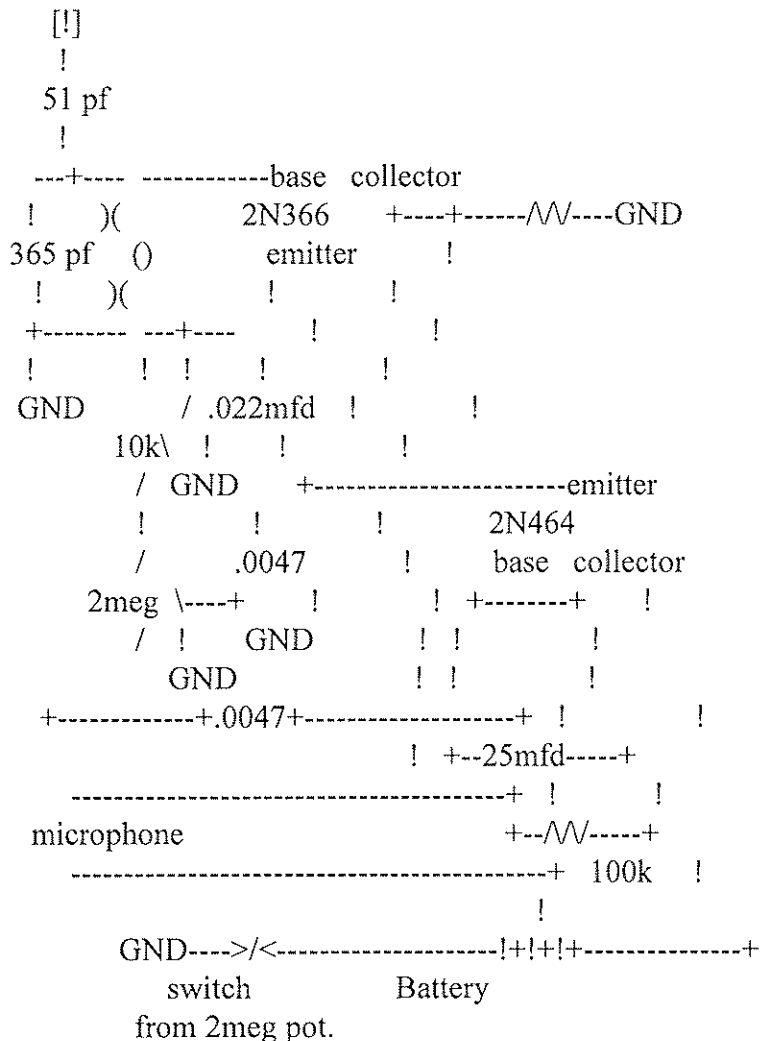 [!]
!
51 pf
!
---+---- ------------base collector
! )( 2N366 +----+------/\/\/----GND
365 pf () emitter !
! )( ! !
+-------- ---+---- ! !
! ! ! ! !
GND / .022mfd ! !
10k\ ! ! !
/ GND +-----------------------emitter
! ! ! 2N464
/ .0047 ! base collector
2meg \----+ ! ! +--------+ !
/ ! GND ! ! !
GND ! ! !
+-------------+.0047+---------------------+ ! !
! +--25mfd-----+
-----------------------------------------+ ! !
microphone +--/\/\/-----+
---------------------------------------------+ 100k !
!
GND---->/<---------------------!+!+!+---------------+
switch Battery
from 2meg pot.